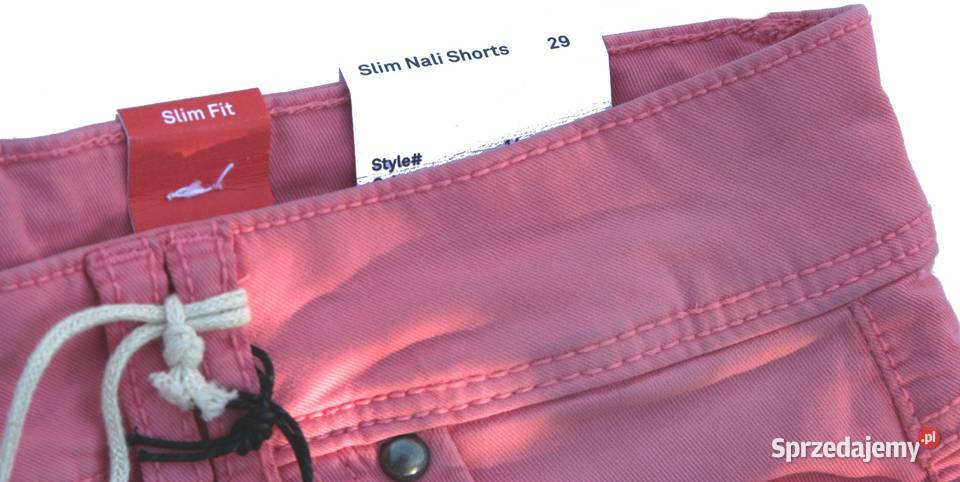 Slim Nali Shorts 29
Slim Fit
Style#
Sprzedajemy.pl